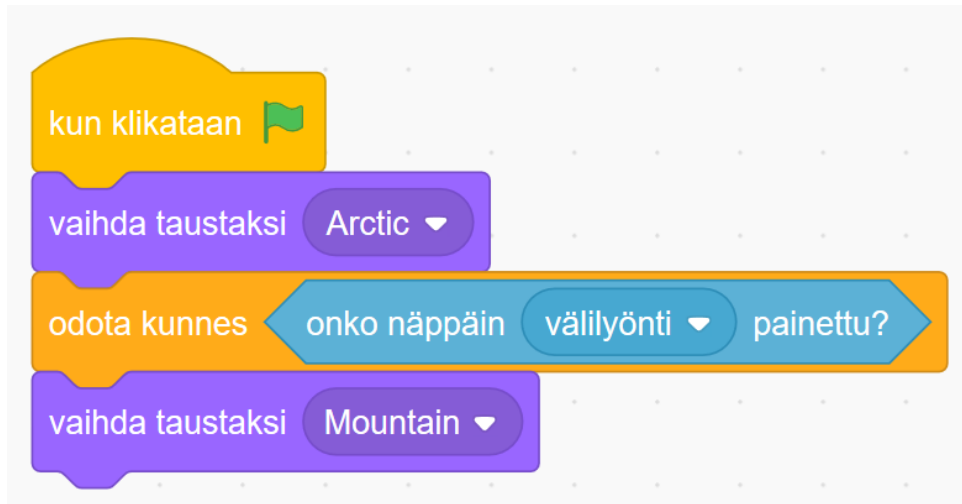 kun klikataan
vaihda taustaksi Arctic
odota kunnes onko näppäin välilyönti painettu?
vaihda taustaksi Mountain